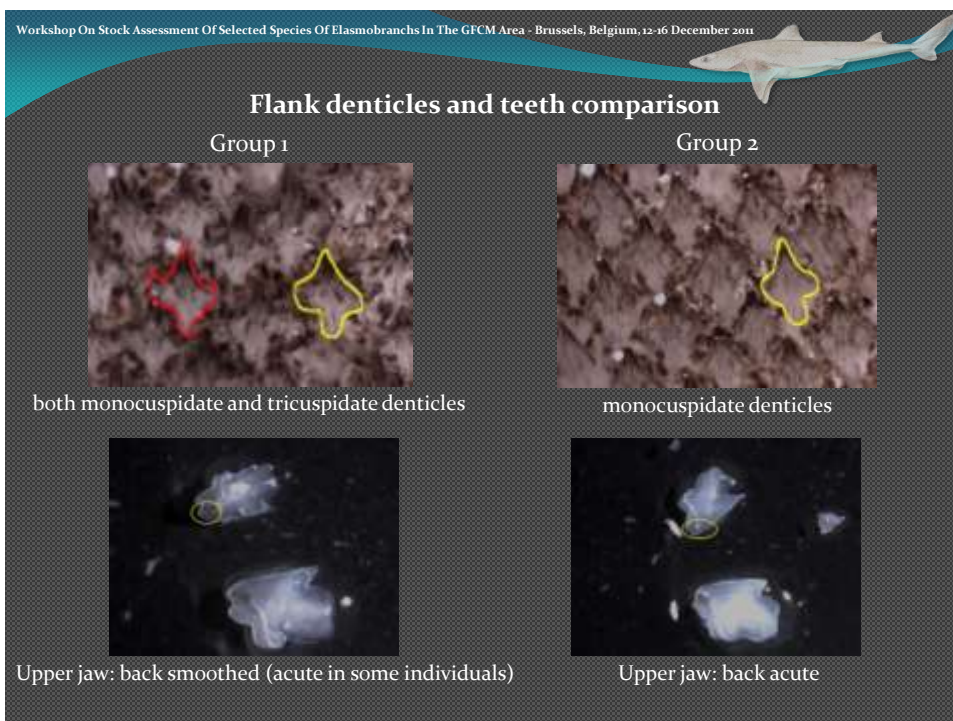 Workshop On Stock Assessment Of Selected Species Of Elasmobranchs In The GFCM Area - Brussels, Belgium, 12-16 December 2011
Flank denticles and teeth comparison
Group 1
Group 2
both monocuspidate and tricuspidate denticles
monocuspidate denticles
Upper jaw: back smoothed (acute in some individuals)
Upper jaw: back acute